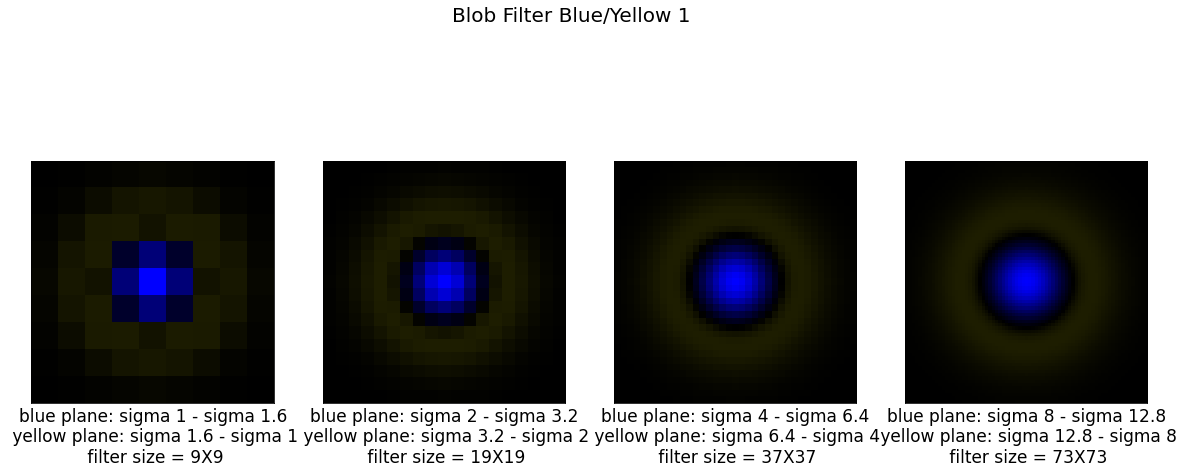 Blob Filter Blue/Yellow 1
blue plane: sigma 1 - sigma 1.6
yellow plane: sigma 1.6 - sigma 1
filter size = 9X9
blue plane: sigma 2 - sigma 3.2
yellow plane: sigma 3.2 - sigma 2
filter size = 19X19
blue plane: sigma 4 - sigma 6.4
yellow plane: sigma 6.4 - sigma 4
filter size = 37X37
blue plane: sigma 8 - sigma 12.8
yellow plane: sigma 12.8 - sigma 8
filter size = 73X73